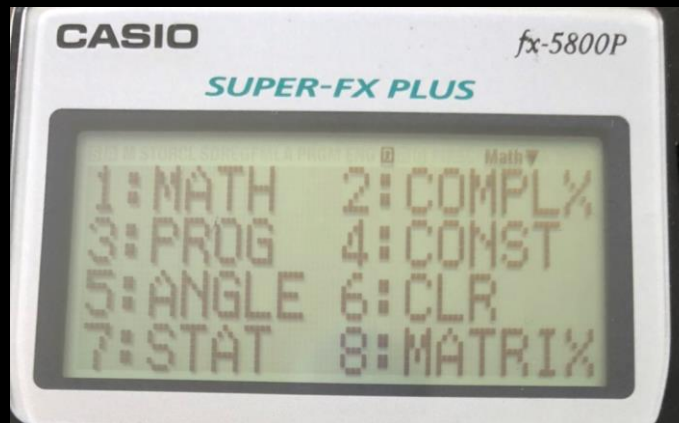 CASIO fx-5800P
SUPER-FX PLUS
D Math▼
1:MATH 2:COMPLX
3:PROG 4:CONST
5:ANGLE 6:CLR
7:STAT 8:MATRIX